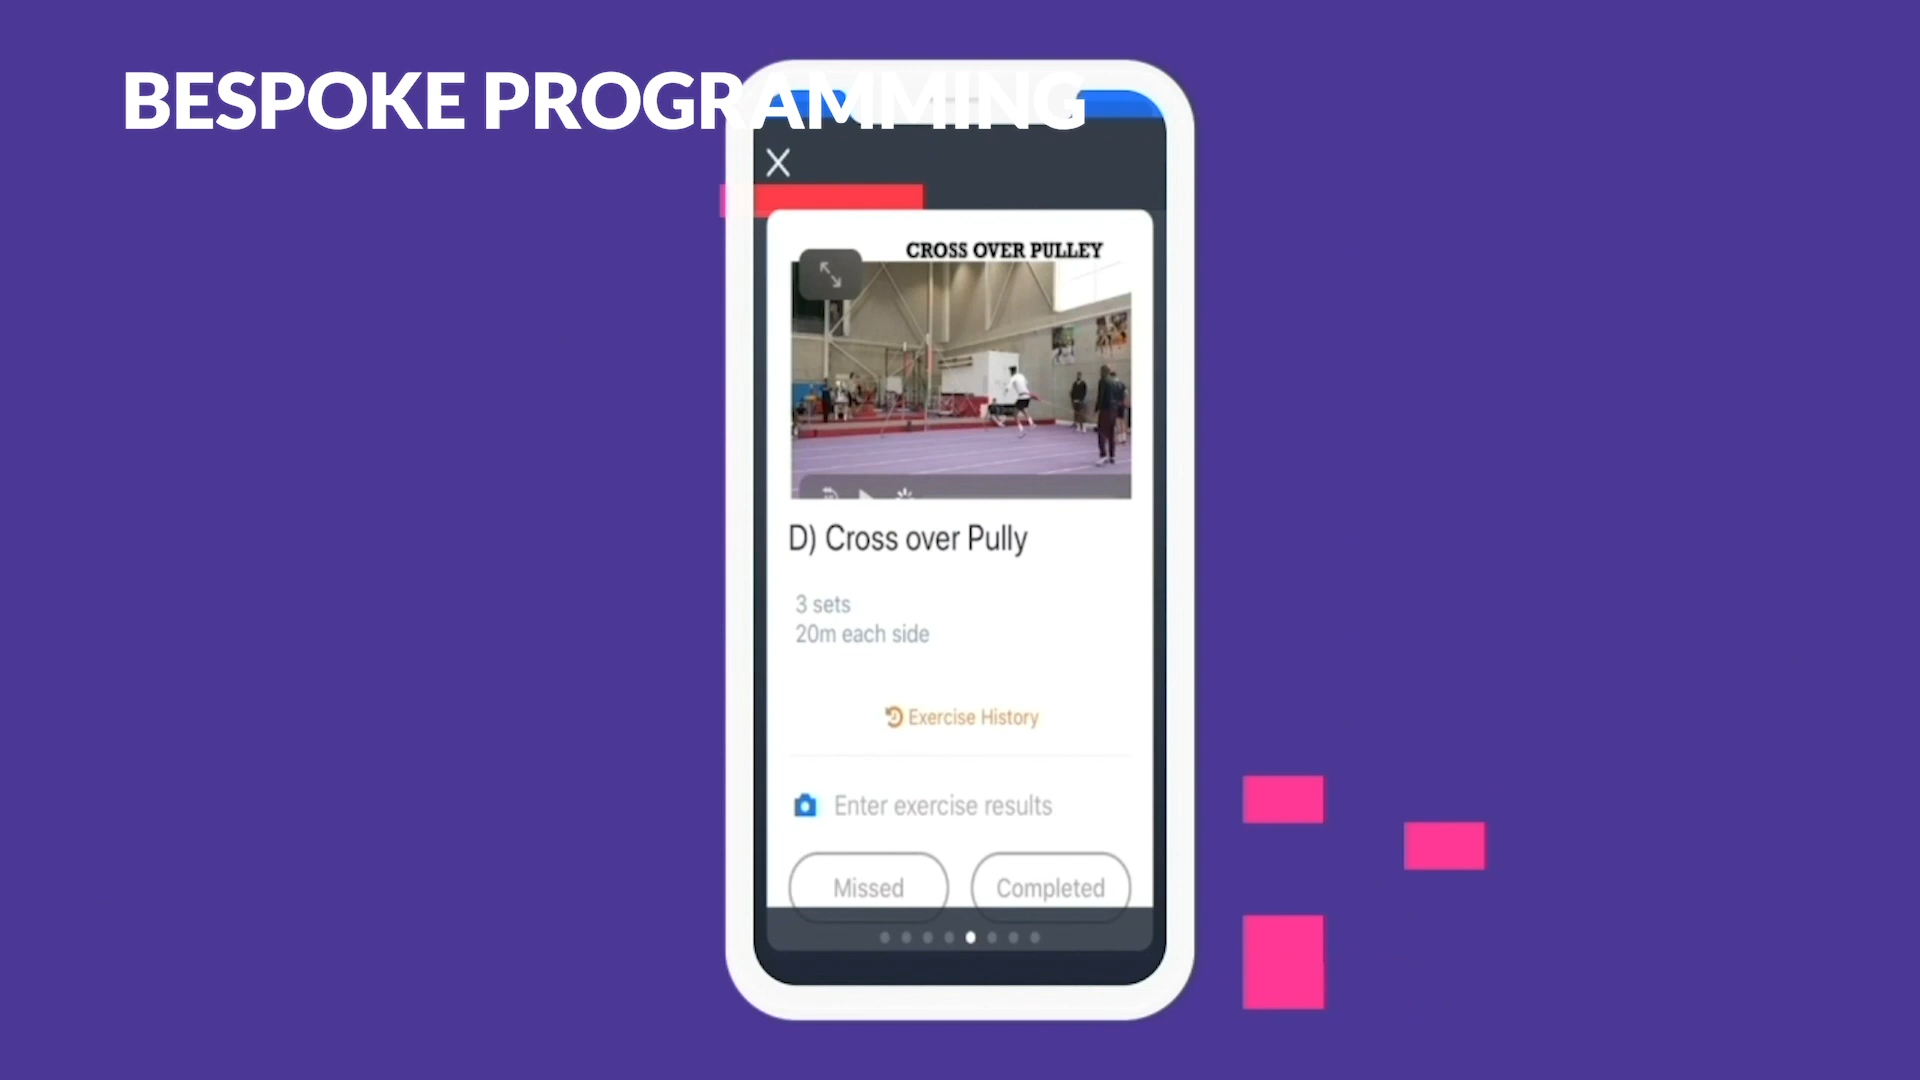 BESPOKE PROGRAMMING
CROSS OVER PULLEY
D) Cross over Pully
3 sets
20m each side
Exercise History
Enter exercise results
Missed
Completed